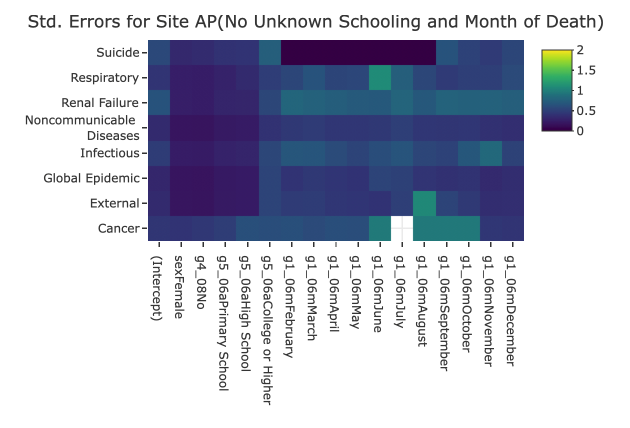 Std. Errors for Site AP(No Unknown Schooling and Month of Death)
Suicide
Respiratory
Renal Failure
Noncommunicable
Diseases
Infectious
Global Epidemic
External
Cancer
2
1.5
1
0.5
0
(Intercept)
sexFemale
g4_08No
g5_06aPrimary School
g5_06aHigh School
g5_06aCollege or Higher
g1_06mFebruary
g1_06mMarch
g1_06mApril
g1_06mMay
g1_06mJune
g1_06mJuly
g1_06mAugust
g1_06mSeptember
g1_06mOctober
g1_06mNovember
g1_06mDecember